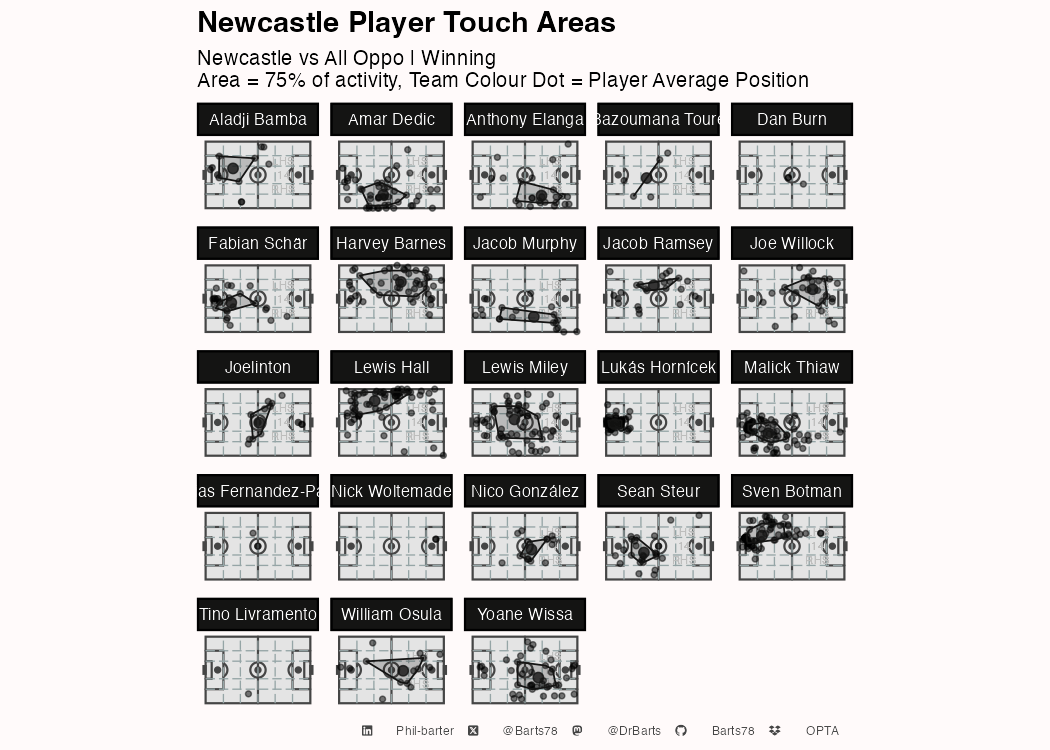 Newcastle Player Touch Areas
Newcastle vs All Oppo | Winning
Area = 75% of activity, Team Colour Dot = Player Average Position
Aladji Bamba
Amar Dedic
Anthony Elanga
Bazoumana Toure
Dan Burn
Fabian Schär
Harvey Barnes
Jacob Murphy
Jacob Ramsey
Joe Willock
Joelinton
Lewis Hall
Lewis Miley
Lukás Hornícek
Malick Thiaw
as Fernandez-Pa
Nick Woltemade
Nico González
Sean Steur
Sven Botman
Tino Livramento
William Osula
Yoane Wissa
Phil-barter @Barts78 @DrBarts Barts78 OPTA